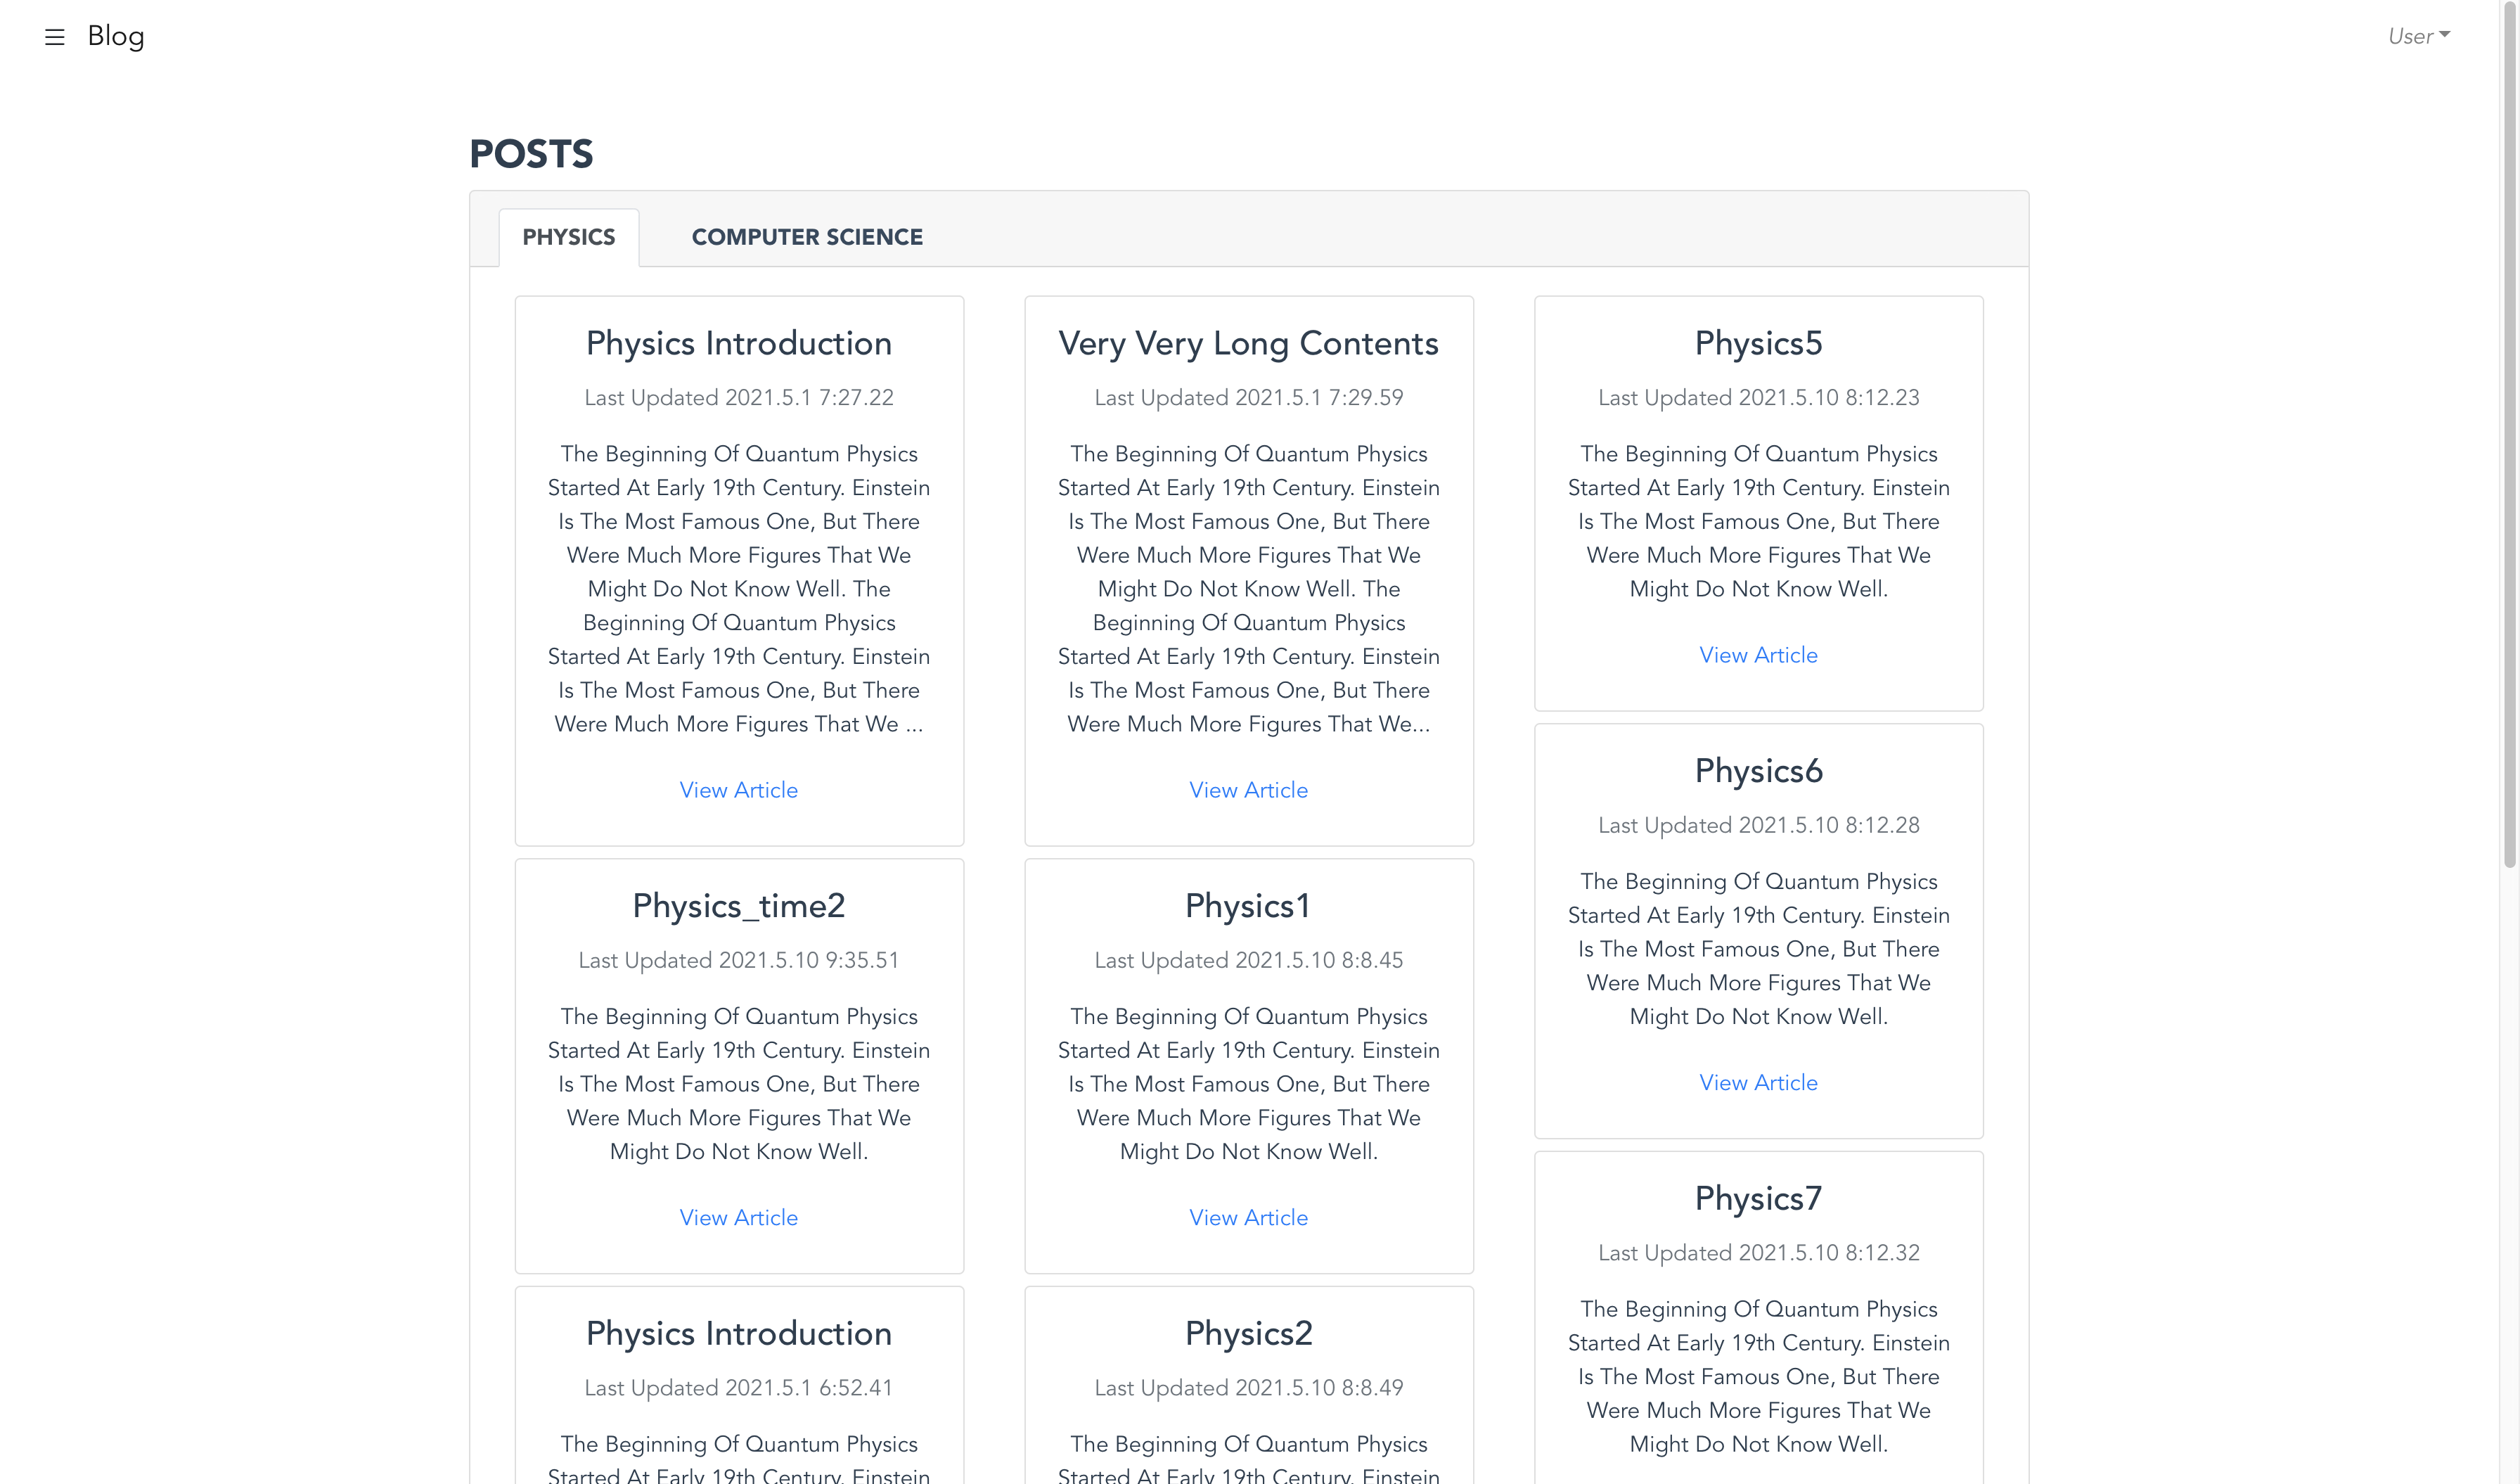 Blog
User
POSTS
PHYSICS
COMPUTER SCIENCE
Physics Introduction
Last Updated 2021.5.1 7:27.22
The Beginning Of Quantum Physics
Started At Early 19th Century. Einstein
Is The Most Famous One, But There
Were Much More Figures That We
Might Do Not Know Well. The
Beginning Of Quantum Physics
Started At Early 19th Century. Einstein
Is The Most Famous One, But There
Were Much More Figures That We ...
View Article
Physics_time2
Last Updated 2021.5.10 9:35.51
The Beginning Of Quantum Physics
Started At Early 19th Century. Einstein
Is The Most Famous One, But There
Were Much More Figures That We
Might Do Not Know Well.
View Article
Physics Introduction
Last Updated 2021.5.1 6:52.41
The Beginning Of Quantum Physics
Started At Early 19th Century. Einstein
Very Very Long Contents
Last Updated 2021.5.1 7:29.59
The Beginning Of Quantum Physics
Started At Early 19th Century. Einstein
Is The Most Famous One, But There
Were Much More Figures That We
Might Do Not Know Well. The
Beginning Of Quantum Physics
Started At Early 19th Century. Einstein
Is The Most Famous One, But There
Were Much More Figures That We...
View Article
Physics1
Last Updated 2021.5.10 8:8.45
The Beginning Of Quantum Physics
Started At Early 19th Century. Einstein
Is The Most Famous One, But There
Were Much More Figures That We
Might Do Not Know Well.
View Article
Physics2
Last Updated 2021.5.10 8:8.49
The Beginning Of Quantum Physics
Started At Early 19th Century. Einstein
Physics5
Last Updated 2021.5.10 8:12.23
The Beginning Of Quantum Physics
Started At Early 19th Century. Einstein
Is The Most Famous One, But There
Were Much More Figures That We
Might Do Not Know Well.
View Article
Physics6
Last Updated 2021.5.10 8:12.28
The Beginning Of Quantum Physics
Started At Early 19th Century. Einstein
Is The Most Famous One, But There
Were Much More Figures That We
Might Do Not Know Well.
View Article
Physics7
Last Updated 2021.5.10 8:12.32
The Beginning Of Quantum Physics
Started At Early 19th Century. Einstein
Is The Most Famous One, But There
Were Much More Figures That We
Might Do Not Know Well.